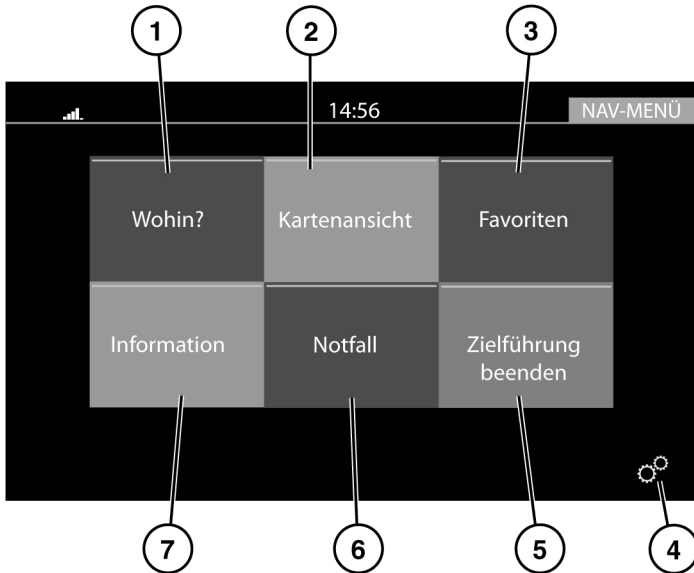 1 2 3
14:56 NAV-MENÜ
Wohin? Kartenansicht Favoriten
Information Notfall Zielführung
beenden
7 6 5 4